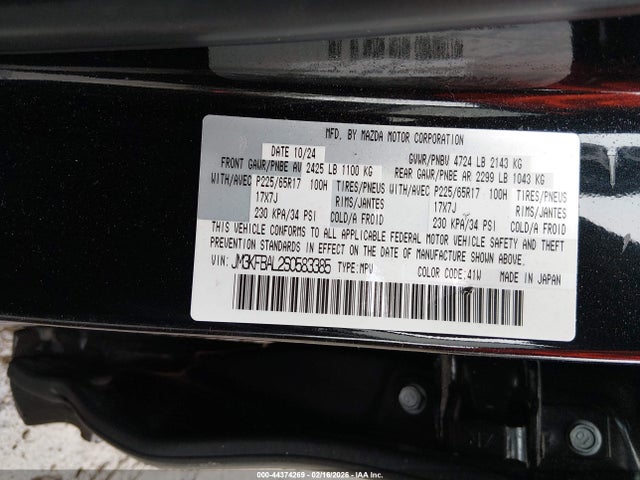 MFD. BY MAZDA MOTOR CORPORATION
DATE 10/24 GVWR/PNBV 4724 LB 2143 KG
FRONT GAWR/PNBE AV 2425 LB 1100 KG REAR GAWR/PNBE AR 2299 LB 1043 KG
WITH/AVEC P225/65R17 100H TIRES/PNEUS WITH/AVEC P225/65R17 100H TIRES/PNEUS
17X7J RIMS/JANTES 17X7J RIMS/JANTES
230 KPA/34 PSI COLD/A FROID 230 KPA/34 PSI COLD/A FROID
THIS VEHICLE CONFORMS TO ALL APPLICABLE FEDERAL MOTOR VEHICLE SAFETY AND THEFT
PREVENTION STANDARDS IN EFFECT ON THE DATE OF MANUFACTURE SHOWN ABOVE.
VIN: JM3KFBAL2S0583385 TYPE:MPV COLOR CODE:41W MADE IN JAPAN
000-44374269 - 02/16/2026 - IAA Inc.